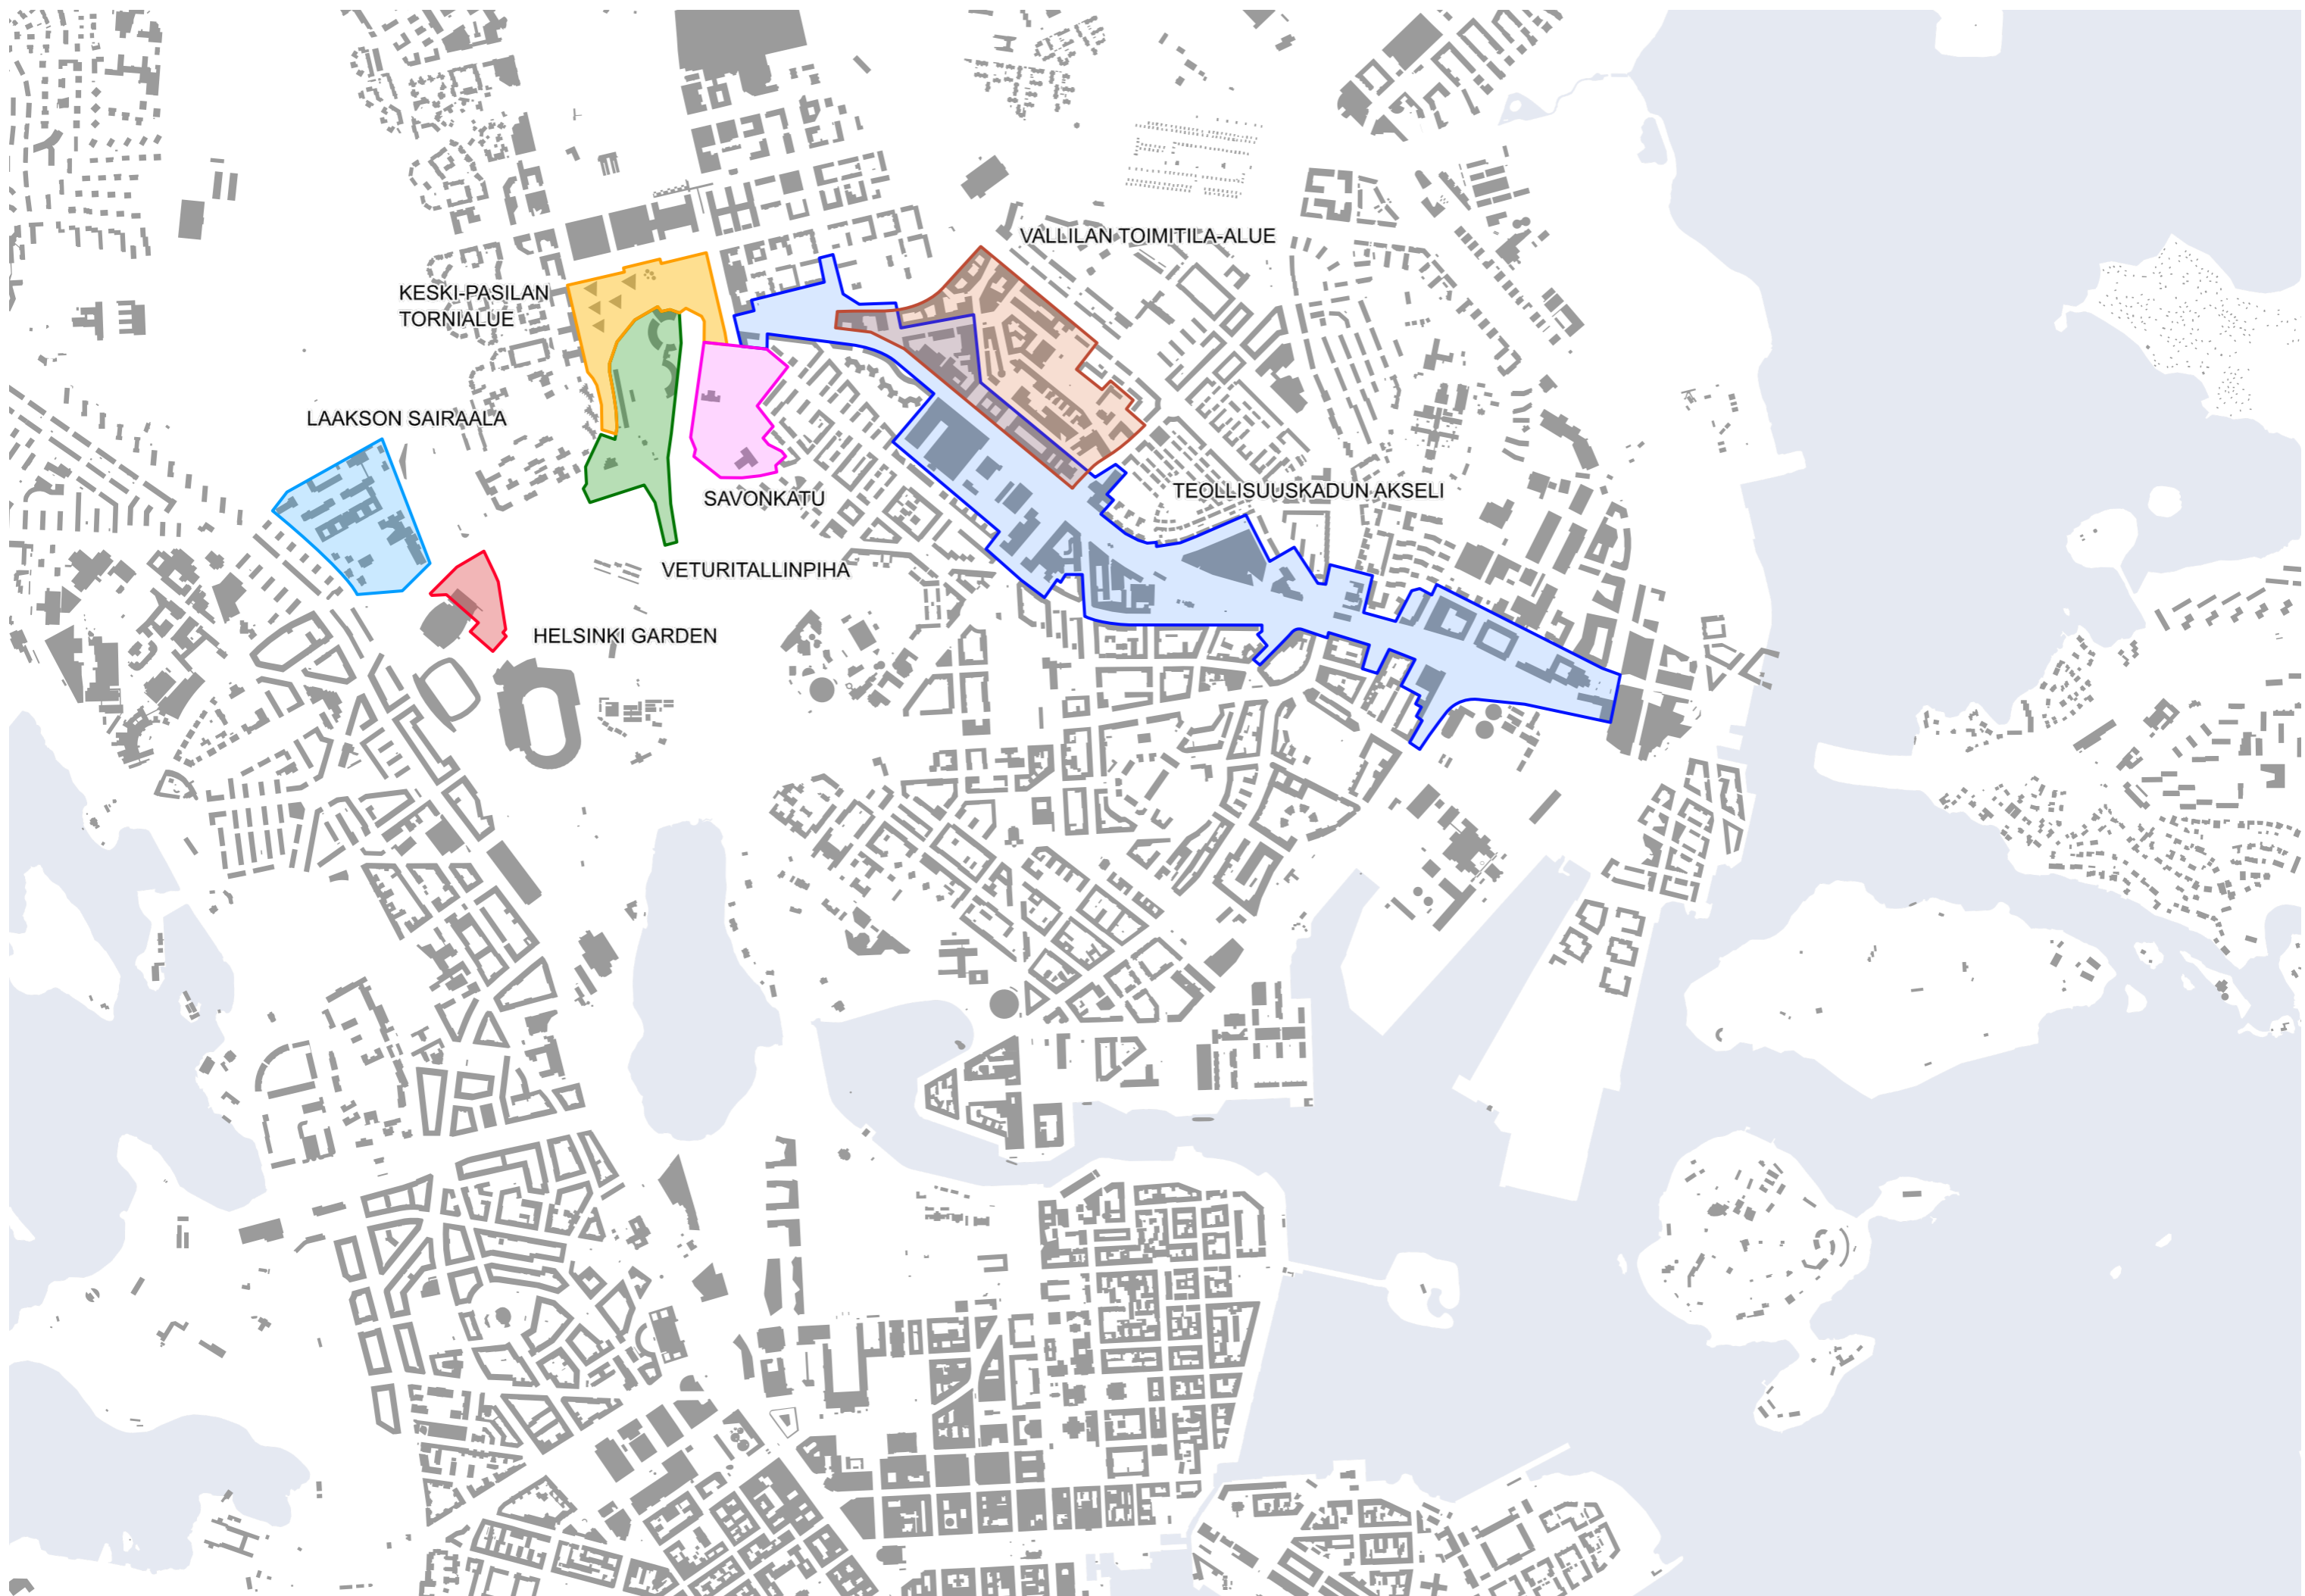 VALLILAN TOIMITILA-ALUE
KESKI-PASILAN
TORNIALUE
LAAKSON SAIRAALA
TEOLLISUUSKADUN AKSELI
SAVONKATU
VETURITALLINPIHA
HELSINKI GARDEN